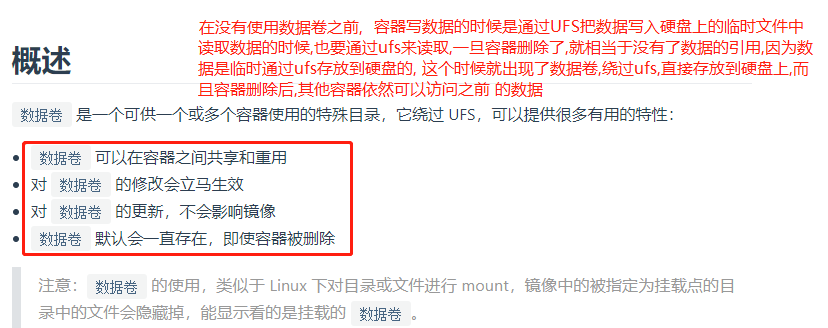 在没有使用数据卷之前，容器写数据的时候是通过UFS把数据写入硬盘上的临时文件中
读取数据的时候,也要通过ufs来读取,一旦容器删除了,就相当于没有了数据的引用,因为数
据是临时通过ufs存放到硬盘的, 这个时候就出现了数据卷,绕过ufs,直接存放到硬盘上,而
且容器删除后,其他容器依然可以访问之前 的数据
概述
数据卷 是一个可供一个或多个容器使用的特殊目录，它绕过 UFS，可以提供很多有用的特性：
• 数据卷 可以在容器之间共享和重用
• 对 数据卷 的修改会立马生效
• 对 数据卷 的更新，不会影响镜像
• 数据卷 默认会一直存在，即使容器被删除
注意： 数据卷 的使用，类似于 Linux 下对目录或文件进行 mount，镜像中的被指定为挂载点的目
录中的文件会隐藏掉，能显示看的是挂载的 数据卷 。